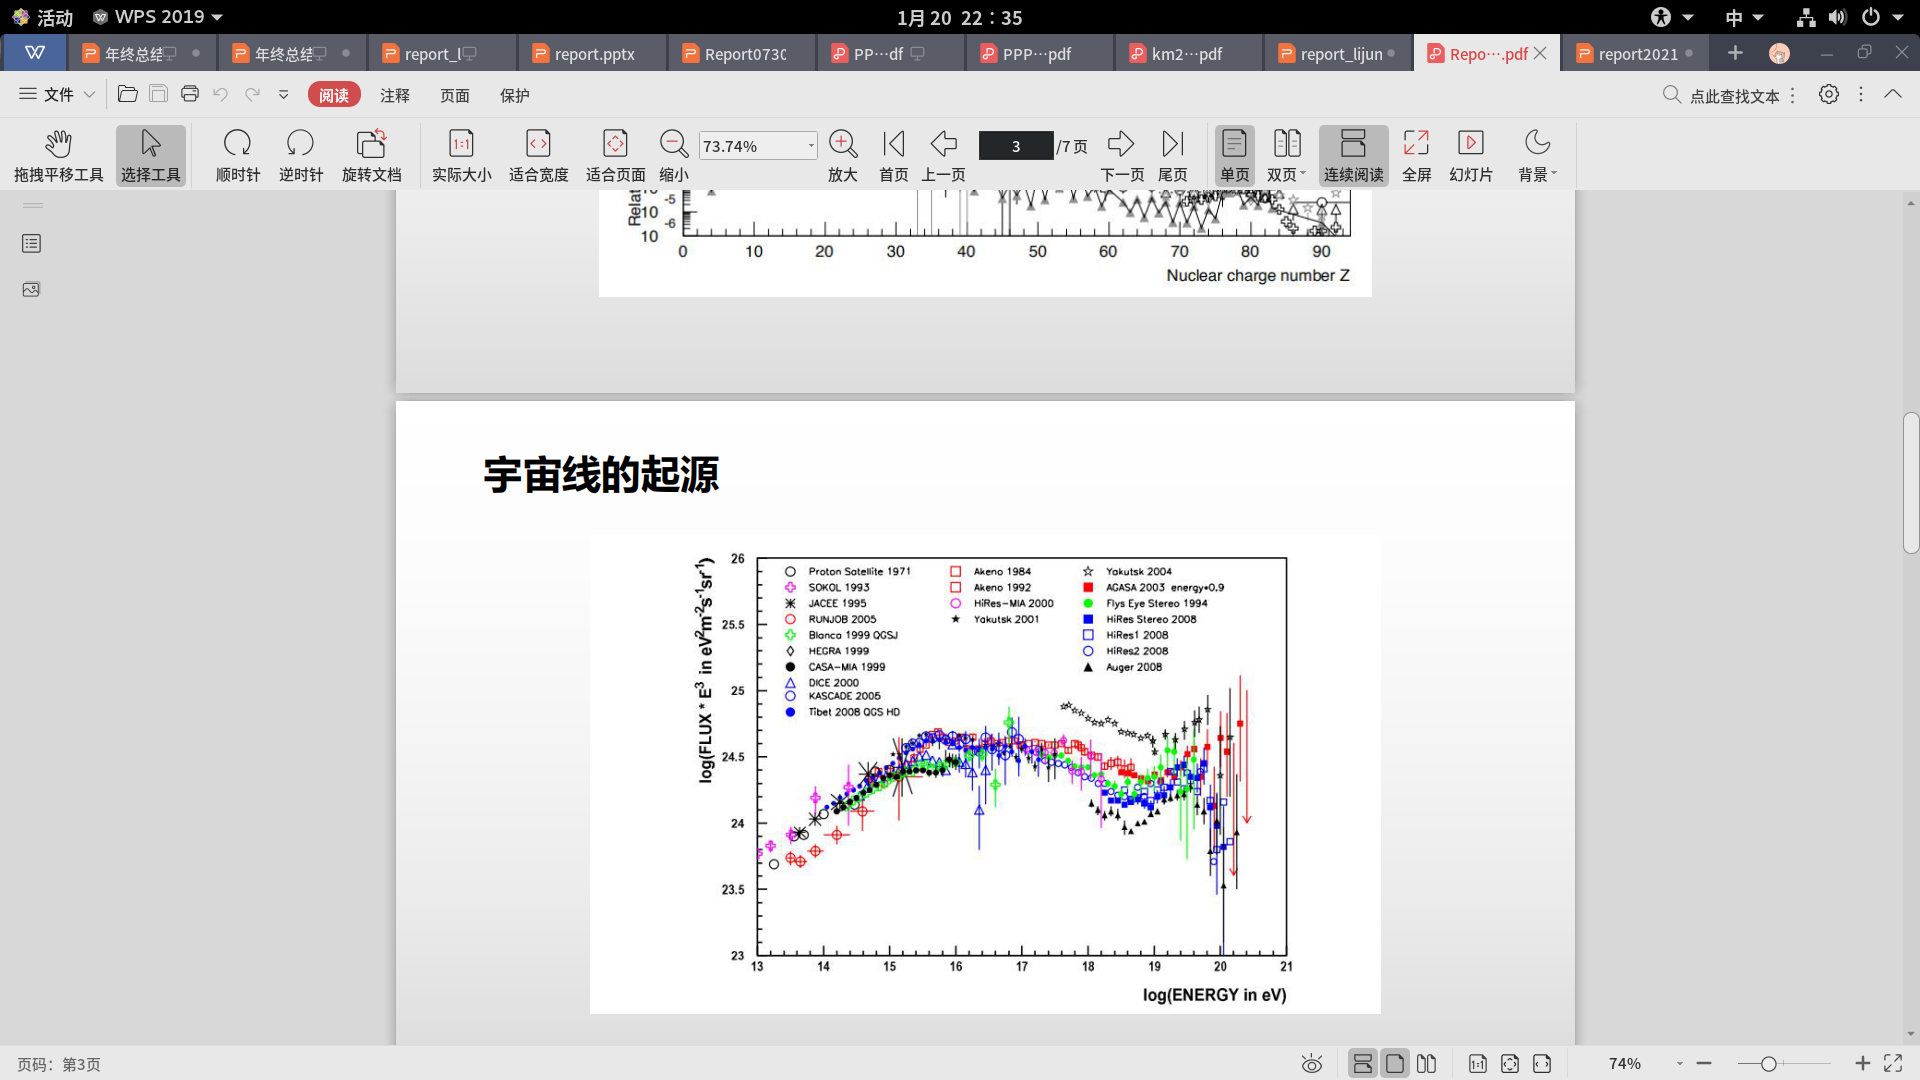 活动 WPS 2019 1月20 22：35 中
年终总结 年终总结 report_l report.pptx Report0730 PP···df PPP···pdf km2···pdf report_lijun Repo···.pdf report2021
文件 阅读 注释 页面 保护 点此查找文本
73.74% 3 /7 页
拖拽平移工具 选择工具 顺时针 逆时针 旋转文档 实际大小 适合宽度 适合页面 缩小 放大 首页 上一页 下一页 尾页 单页 双页 连续阅读 全屏 幻灯片 背景
Relat
-5
10 -6
10
0 10 20 30 40 50 60 70 80 90
Nuclear charge number Z
宇宙线的起源
log(FLUX * E³ in eV²m⁻²s⁻¹sr⁻¹)
26
25.5
25
24.5
24
23.5
23
Proton Satellite 1971
SOKOL 1993
JACEE 1995
RUNJOB 2005
Blanca 1999 QGSJ
HEGRA 1999
CASA-MIA 1999
DICE 2000
KASCADE 2005
Tibet 2008 QGS HD
Akeno 1984
Akeno 1992
HiRes-MIA 2000
Yakutsk 2001
Yakutsk 2004
AGASA 2003 energy*0.9
Flys Eye Stereo 1994
HiRes Stereo 2008
HiRes1 2008
HiRes2 2008
Auger 2008
13 14 15 16 17 18 19 20 21
log(ENERGY in eV)
页码: 第3页 74%